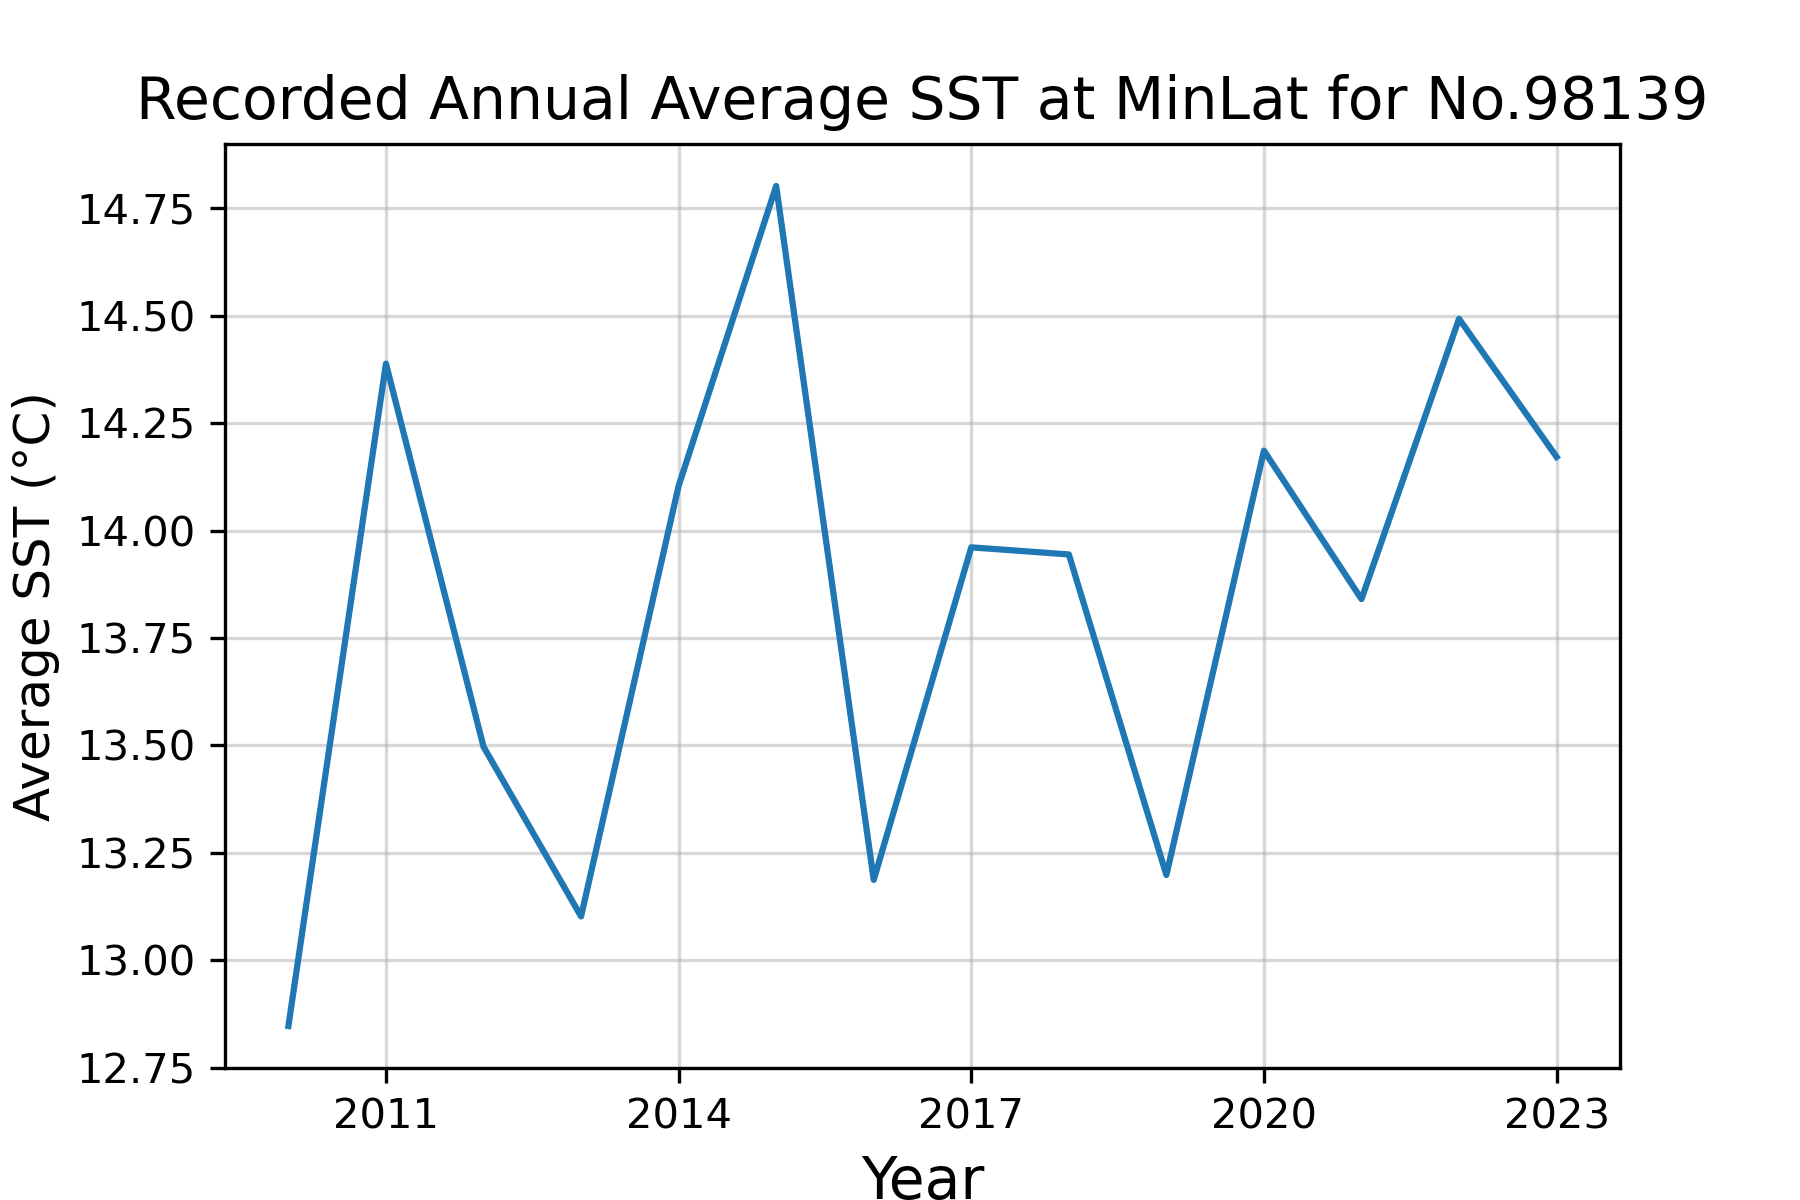 Recorded Annual Average SST at MinLat for No.98139
Average SST (°C)
14.75
14.50
14.25
14.00
13.75
13.50
13.25
13.00
12.75
2011 2014 2017 2020 2023
Year